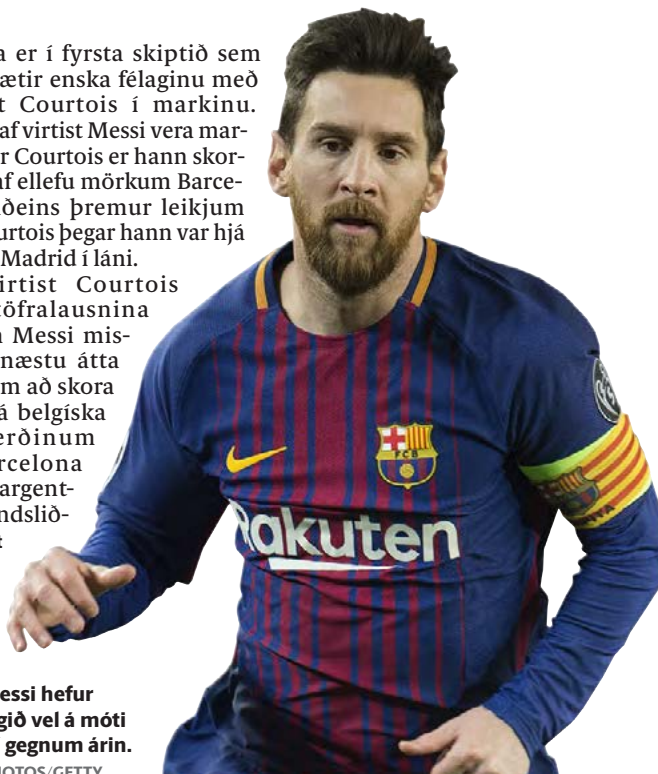 a er í fyrsta skiptið sem
ætir enska félaginu með
t Courtois í markinu.
af virtist Messi vera mar-
r Courtois er hann skor-
af ellefu mörkum Barce-
ðeins þremur leikjum
urtois þegar hann var hjá
Madrid í láni.
irtist Courtois
töfralausnina
n Messi mis-
næstu átta
m að skora
á belgíska
erðinum
rcelona
argent-
ndslið-
t
essi hefur
gið vel á móti
í gegnum árin.
HOTOS/GETTY
FCB
Rakuten